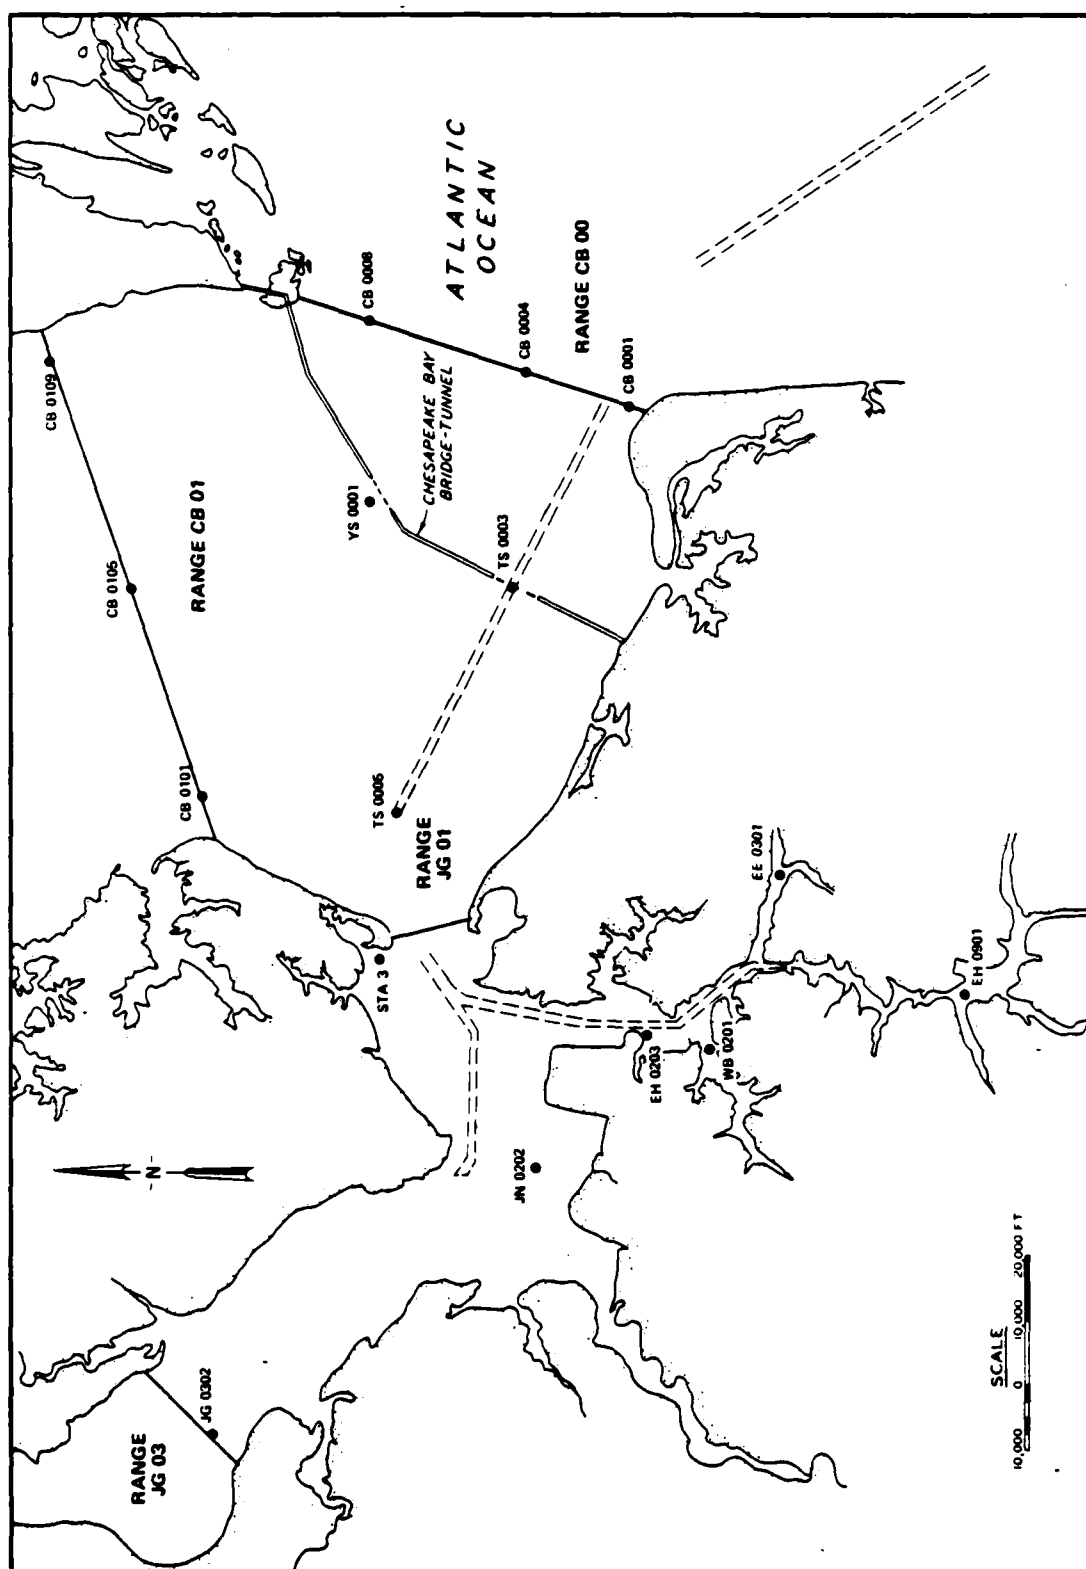 ATLANTIC
OCEAN
RANGE CB 00
CB 0008
CB 0004
CB 0001
CB 0109
CB 0105
CB 0101
RANGE CB 01
YS 0001
CHESAPEAKE BAY
BRIDGE-TUNNEL
TS 0003
TS 0006
RANGE
JG 01
STA 3
EE 0301
EH 0901
EH 0203
WB 0201
JN 0202
N
JG 0302
RANGE
JG 03
SCALE
10,000 0 10,000 20,000 FT